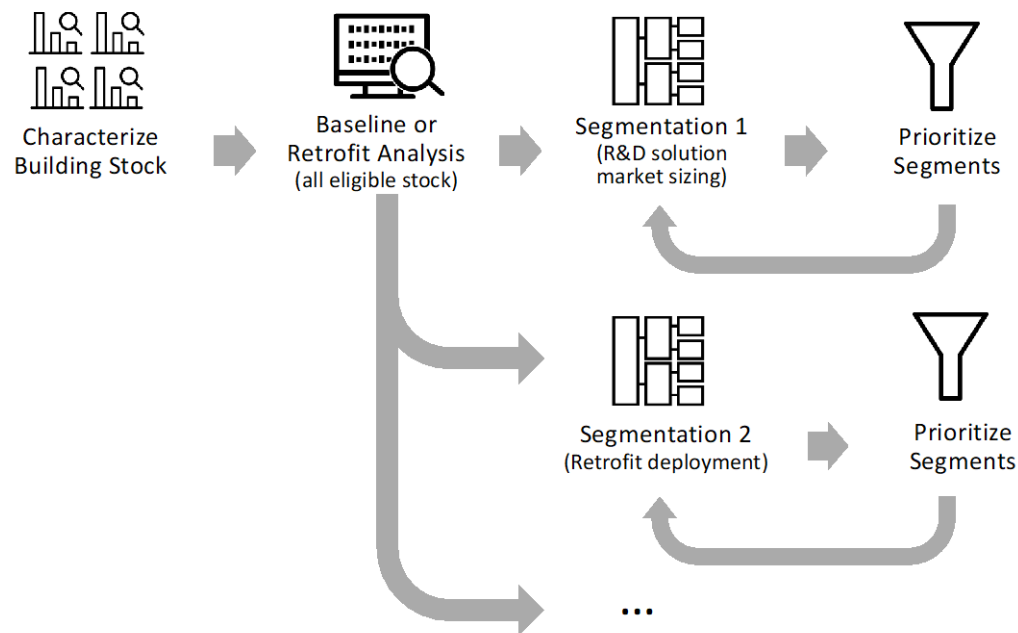 Characterize
Building Stock
Baseline or
Retrofit Analysis
(all eligible stock)
Segmentation 1
(R&D solution
market sizing)
Prioritize
Segments
Segmentation 2
(Retrofit deployment)
Prioritize
Segments
...